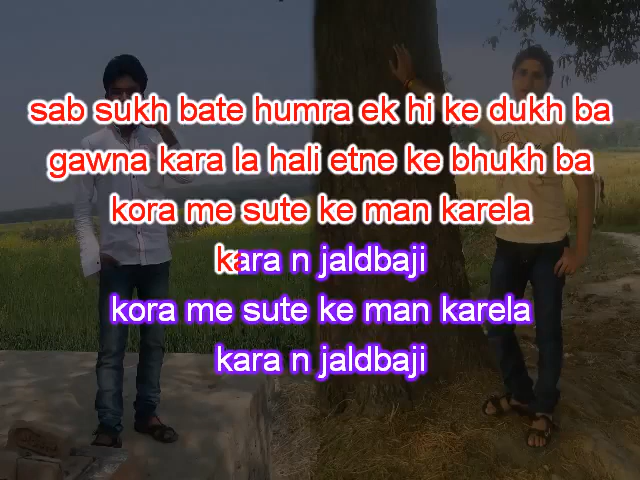 sab sukh bate humra ek hi ke dukh ba
gawna kara la hali etne ke bhukh ba
kora me sute ke man karela
kara n jaldbaji
kora me sute ke man karela
kara n jaldbaji